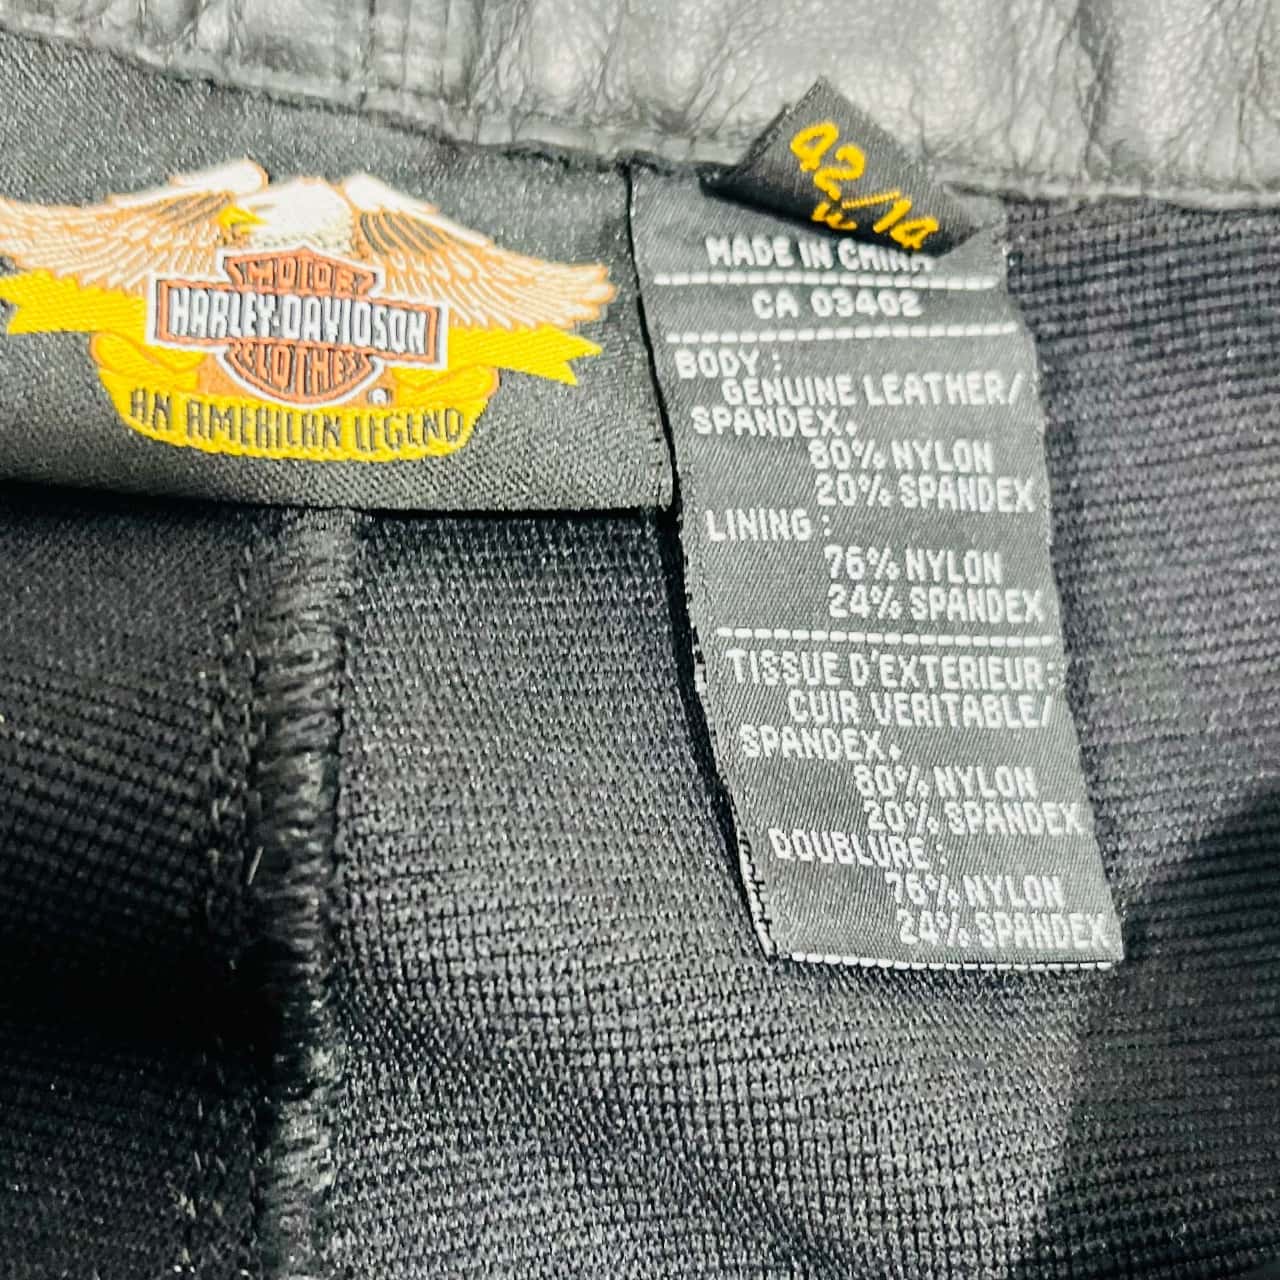 MOTOR
HARLEY-DAVIDSON
CLOTHES
®
AN AMERICAN LEGEND
42/14
W
MADE IN CHINA
CA 03402
BODY :
GENUINE LEATHER/
SPANDEX.
80% NYLON
20% SPANDEX
LINING :
76% NYLON
24% SPANDEX
TISSUE D'EXTERIEUR :
CUIR VERITABLE/
SPANDEX.
80% NYLON
20% SPANDEX
DOUBLURE :
76% NYLON
24% SPANDEX